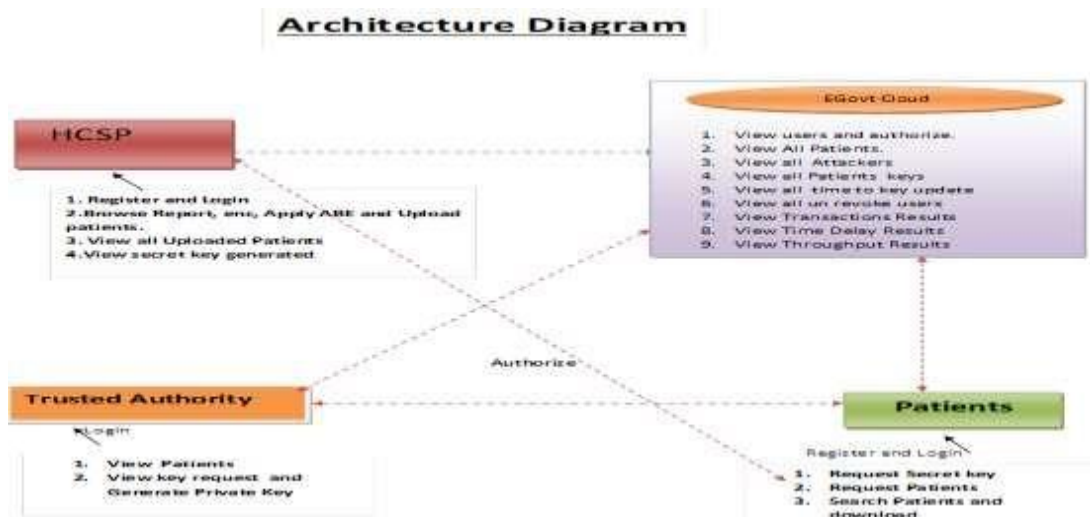 Architecture Diagram
HCSP
1. Register and Login
2.Browse Report, enc, Apply ABE and Upload
patients.
3. View all Uploaded Patients
4.View secret key generated
EGovt Cloud
1. View users and authorize.
2. View All Patients.
3. View all Attackers
4. View all Patients keys
5. View all time to key update
6. View all un revoke users
7. View Transactions Results
8. View Time Delay Results
9. View Throughput Results
Authorize
Trusted Authority
Login
1. View Patients
2. View key request and
Generate Private Key
Patients
Register and Login
1. Request Secret key
2. Request Patients
3. Search Patients and
download